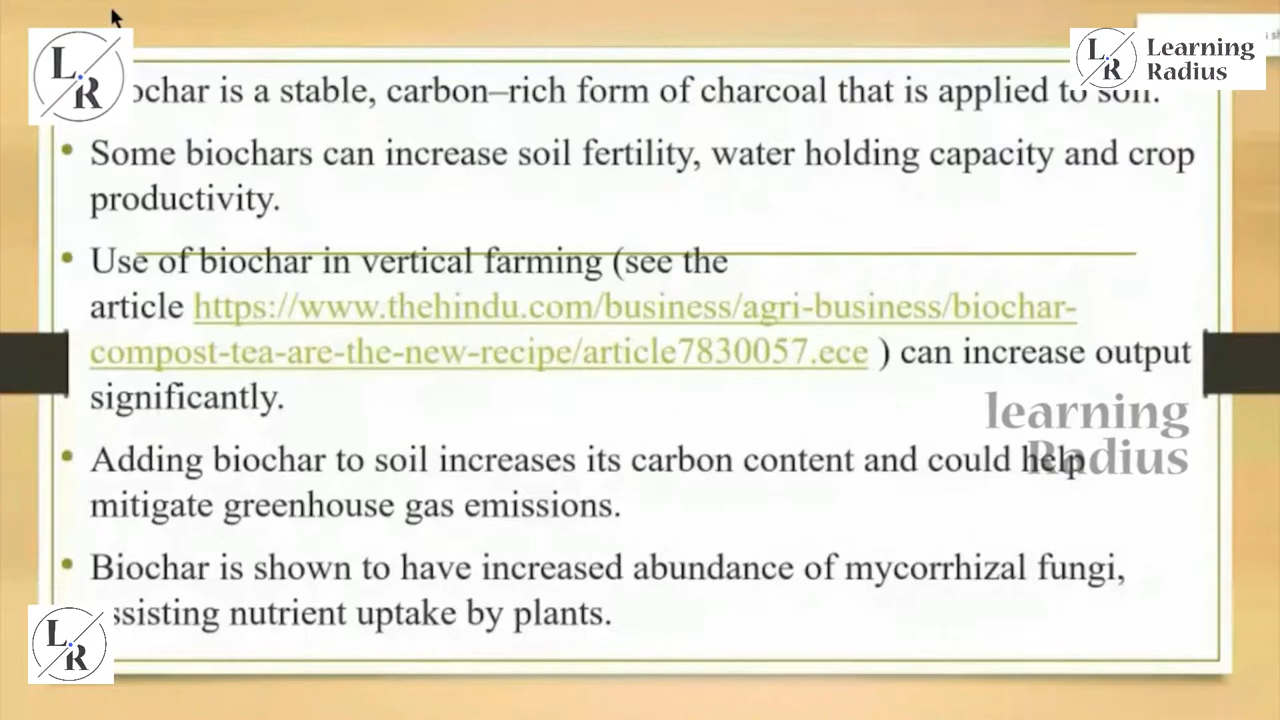 L R
Learning
Radius
ochar is a stable, carbon–rich form of charcoal that is applied to soil.
• Some biochars can increase soil fertility, water holding capacity and crop
productivity.
• Use of biochar in vertical farming (see the
article https://www.thehindu.com/business/agri-business/biochar-
compost-tea-are-the-new-recipe/article7830057.ece ) can increase output
significantly.
learning
Radius
• Adding biochar to soil increases its carbon content and could help
mitigate greenhouse gas emissions.
• Biochar is shown to have increased abundance of mycorrhizal fungi,
ssisting nutrient uptake by plants.
L R